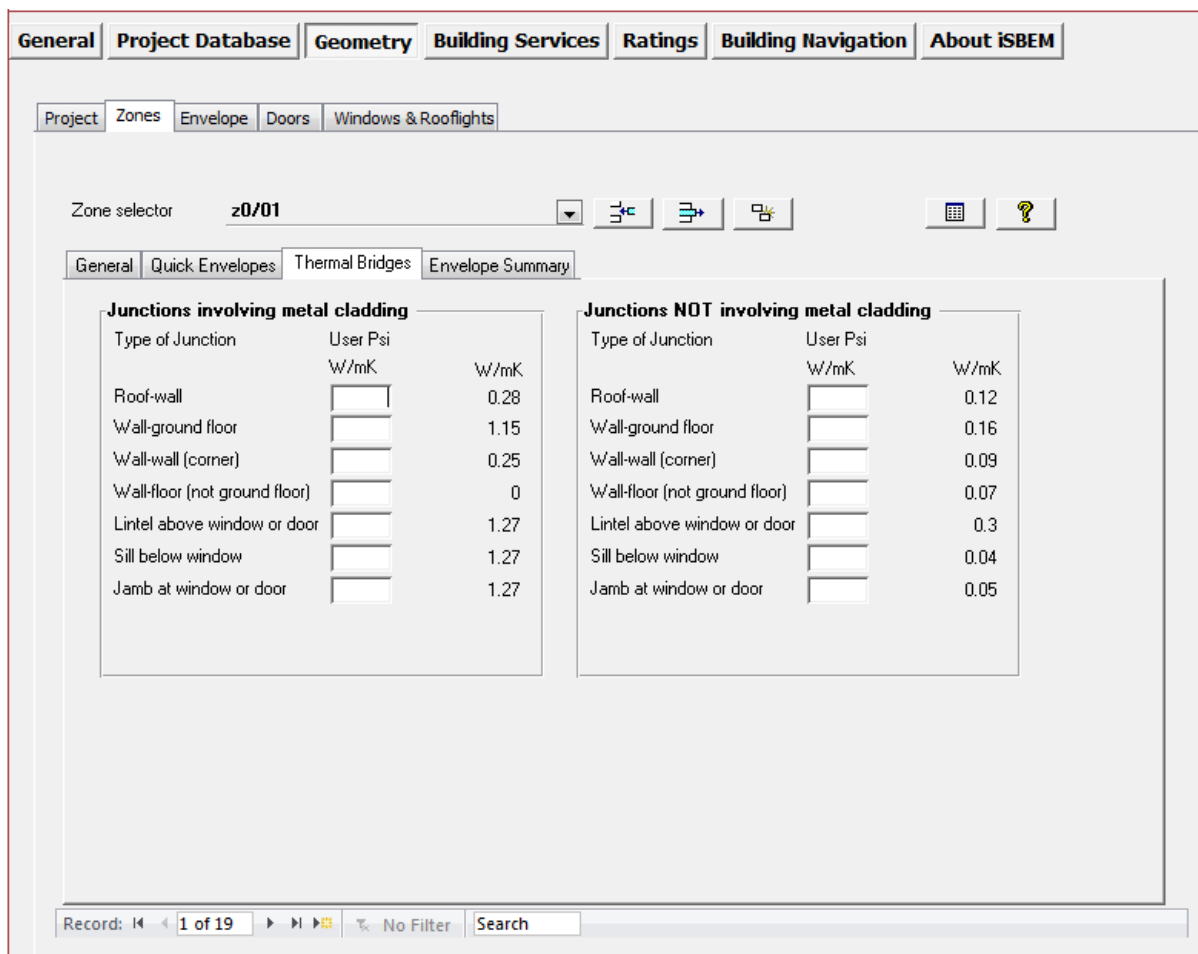 General Project Database Geometry Building Services Ratings Building Navigation About iSBEM
Project Zones Envelope Doors Windows & Rooflights
Zone selector z0/01
General Quick Envelopes Thermal Bridges Envelope Summary
Junctions involving metal cladding
Type of Junction User Psi
W/mK W/mK
Roof-wall 0.28
Wall-ground floor 1.15
Wall-wall (corner) 0.25
Wall-floor (not ground floor) 0
Lintel above window or door 1.27
Sill below window 1.27
Jamb at window or door 1.27
Junctions NOT involving metal cladding
Type of Junction User Psi
W/mK W/mK
Roof-wall 0.12
Wall-ground floor 0.16
Wall-wall (corner) 0.09
Wall-floor (not ground floor) 0.07
Lintel above window or door 0.3
Sill below window 0.04
Jamb at window or door 0.05
Record: 1 of 19 No Filter Search